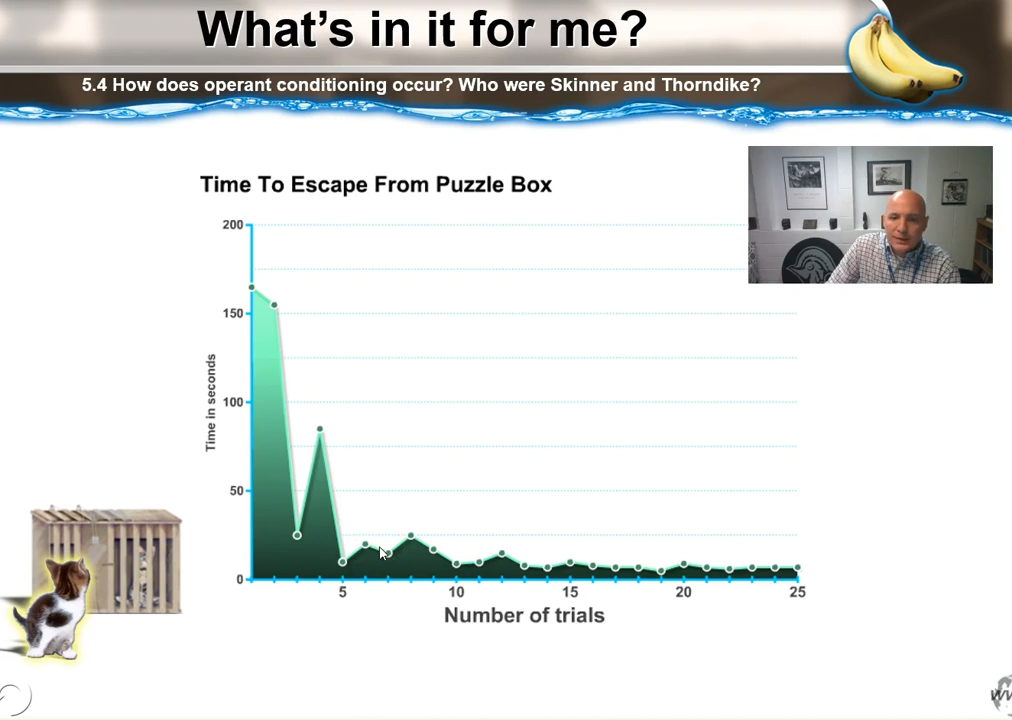 What's in it for me?
5.4 How does operant conditioning occur? Who were Skinner and Thorndike?
Time To Escape From Puzzle Box
200
150
100
50
0
Time in seconds
5 10 15 20 25
Number of trials